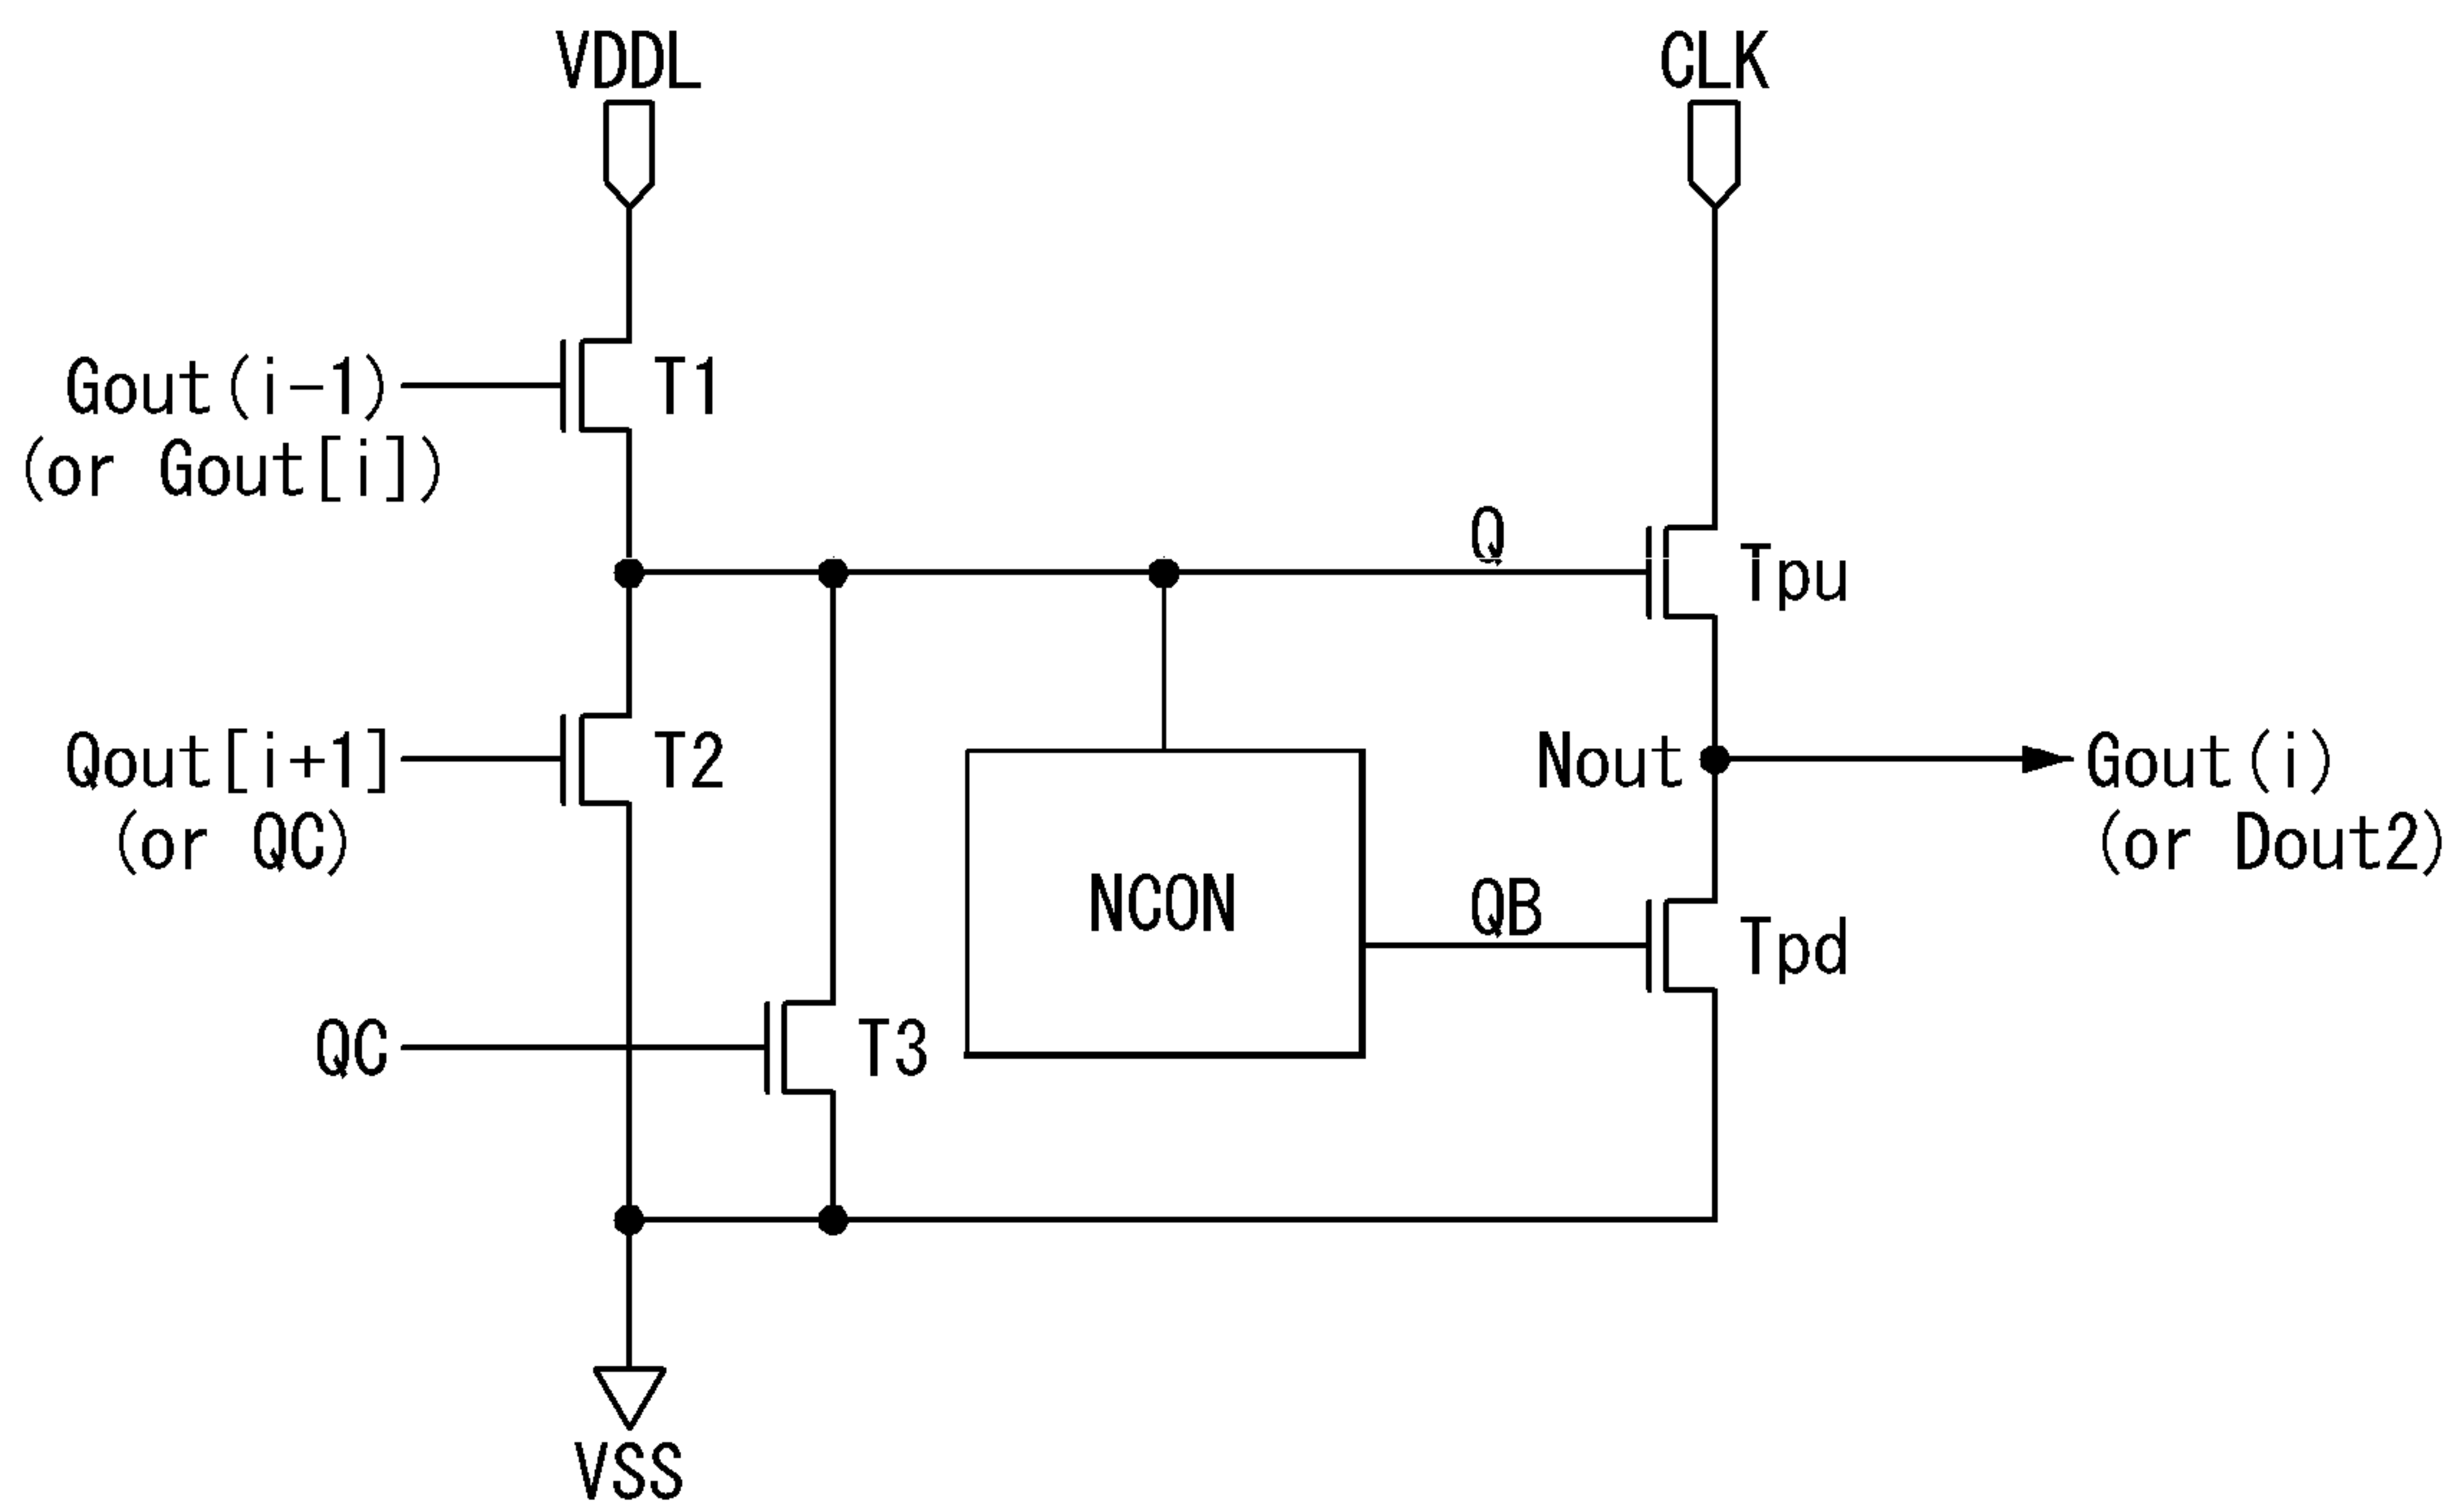 VDDL
CLK
Gout(i-1)
(or Gout[i])
T1
Q
Tpu
Qout[i+1]
(or QC)
T2
Nout
Gout(i)
(or Dout2)
NCON
QB
Tpd
QC
T3
VSS